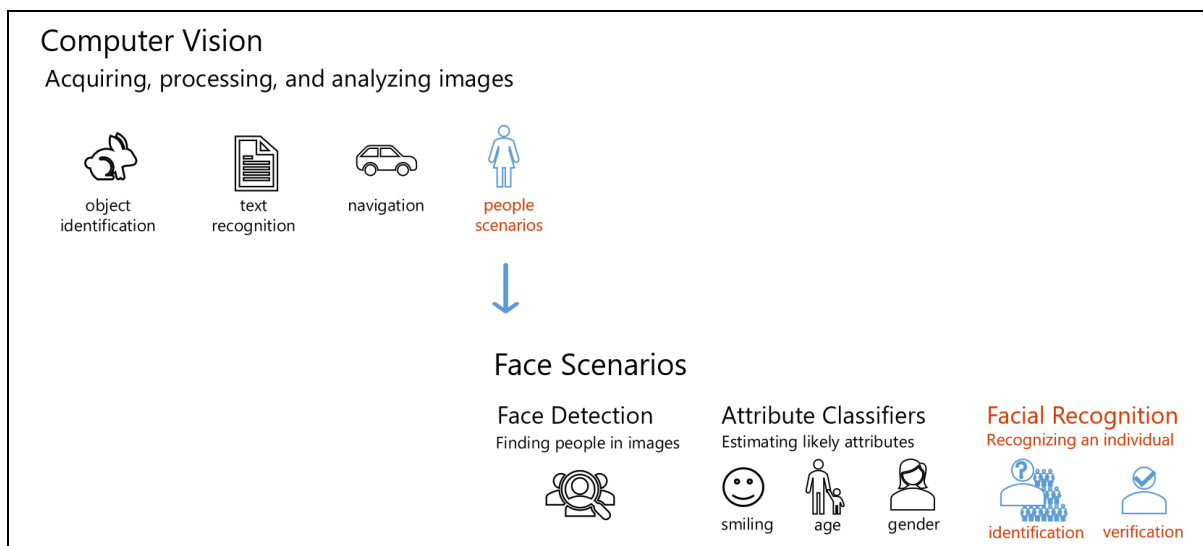 Computer Vision
Acquiring, processing, and analyzing images
object
identification
text
recognition
navigation
people
scenarios
Face Scenarios
Face Detection
Finding people in images
Attribute Classifiers
Estimating likely attributes
smiling
age
gender
Facial Recognition
Recognizing an individual
?
identification
verification